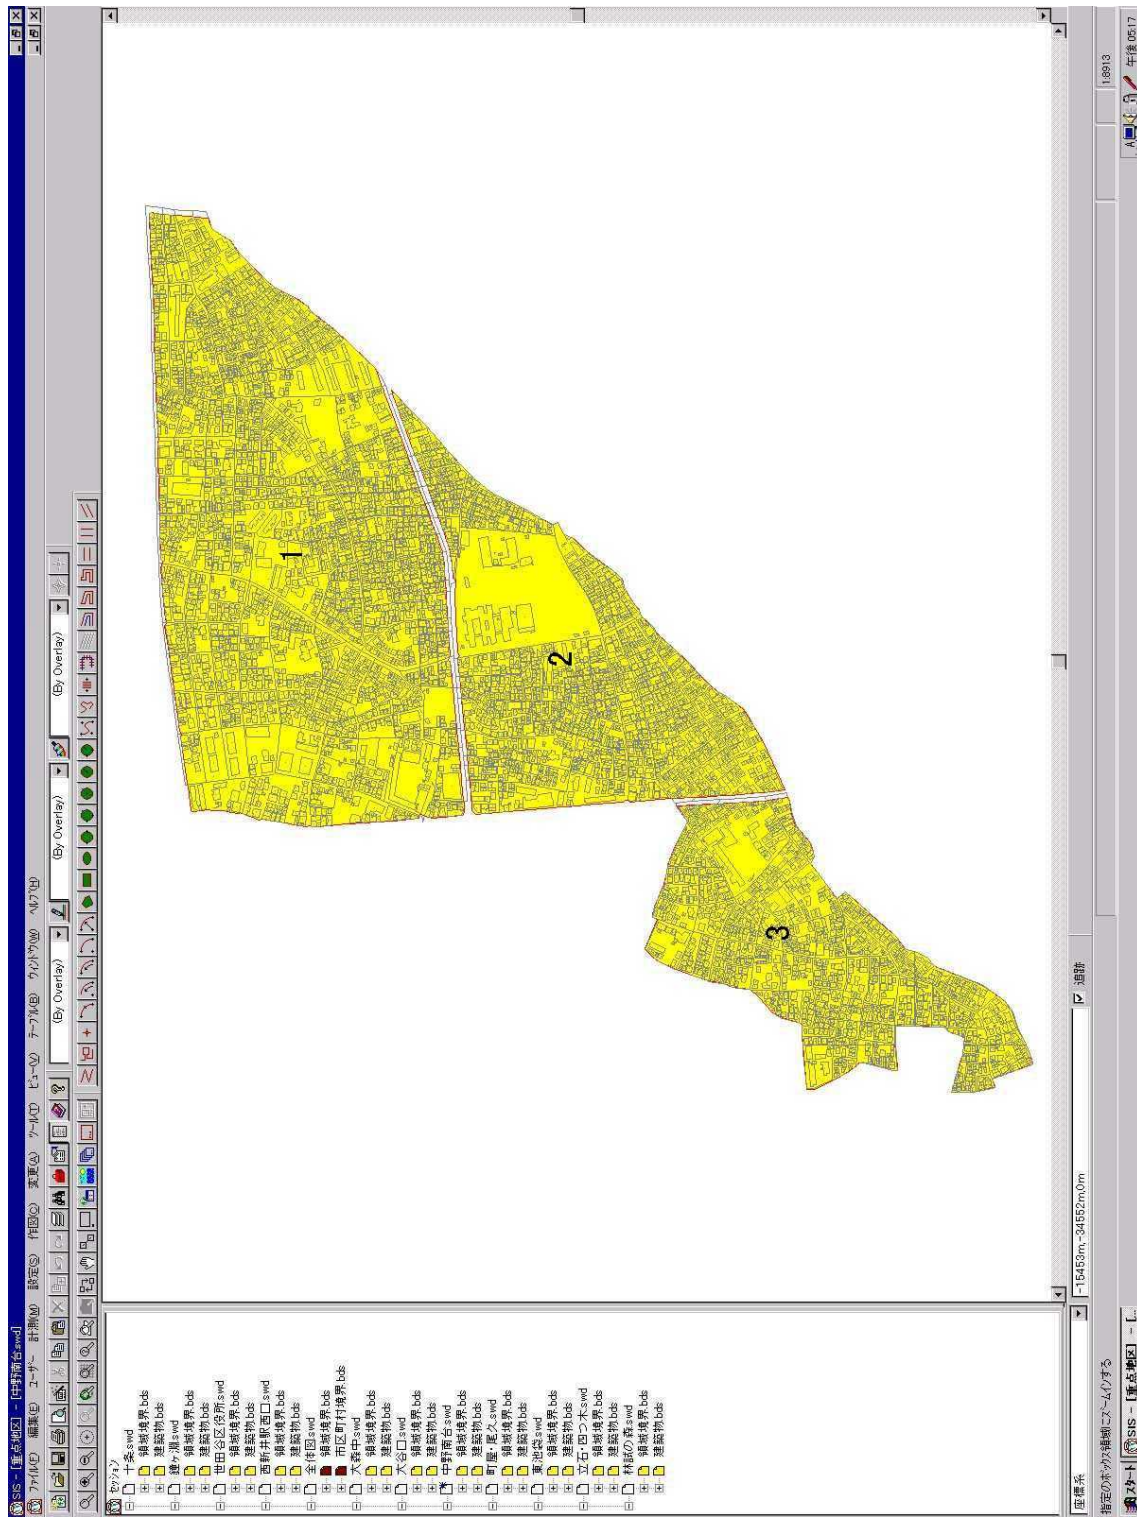 SIS - [重点地区] - [中野南台.swd]
ファイル(F) 編集(E) ユーザー 計測(M) 設定(S) 作図(C) 変更(A) ツール(T) ビュー(V) テーブル(B) ウィンドウ(W) ヘルプ(H)
(By Overlay) (By Overlay) (By Overlay)
セッション
十条.swd
領域境界.bds
建築物.bds
鐘ヶ淵.swd
領域境界.bds
建築物.bds
世田谷区役所.swd
領域境界.bds
建築物.bds
西新井駅西口.swd
領域境界.bds
建築物.bds
全体図.swd
領域境界.bds
市区町村境界.bds
大森中.swd
領域境界.bds
建築物.bds
大谷口.swd
領域境界.bds
建築物.bds
中野南台.swd
領域境界.bds
建築物.bds
町屋・尾久.swd
領域境界.bds
建築物.bds
東池袋.swd
領域境界.bds
建築物.bds
立石・四つ木.swd
領域境界.bds
建築物.bds
林試の森.swd
領域境界.bds
建築物.bds
1
2
3
座標系 -15453m,-34552m,0m 追跡
指定のボックス領域にズームインする 1:8913
スタート SIS - [重点地区] - [... 午後 05:17